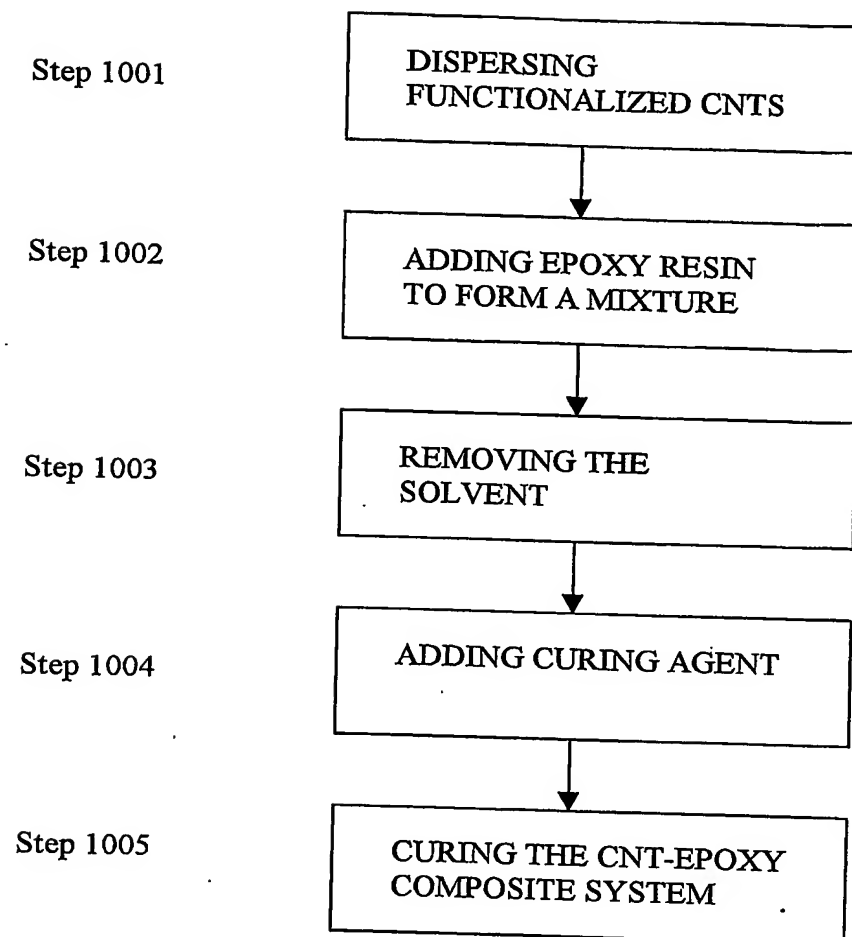 Step 1001
DISPERSING
FUNCTIONALIZED CNTS
Step 1002
ADDING EPOXY RESIN
TO FORM A MIXTURE
Step 1003
REMOVING THE
SOLVENT
Step 1004
ADDING CURING AGENT
Step 1005
CURING THE CNT-EPOXY
COMPOSITE SYSTEM